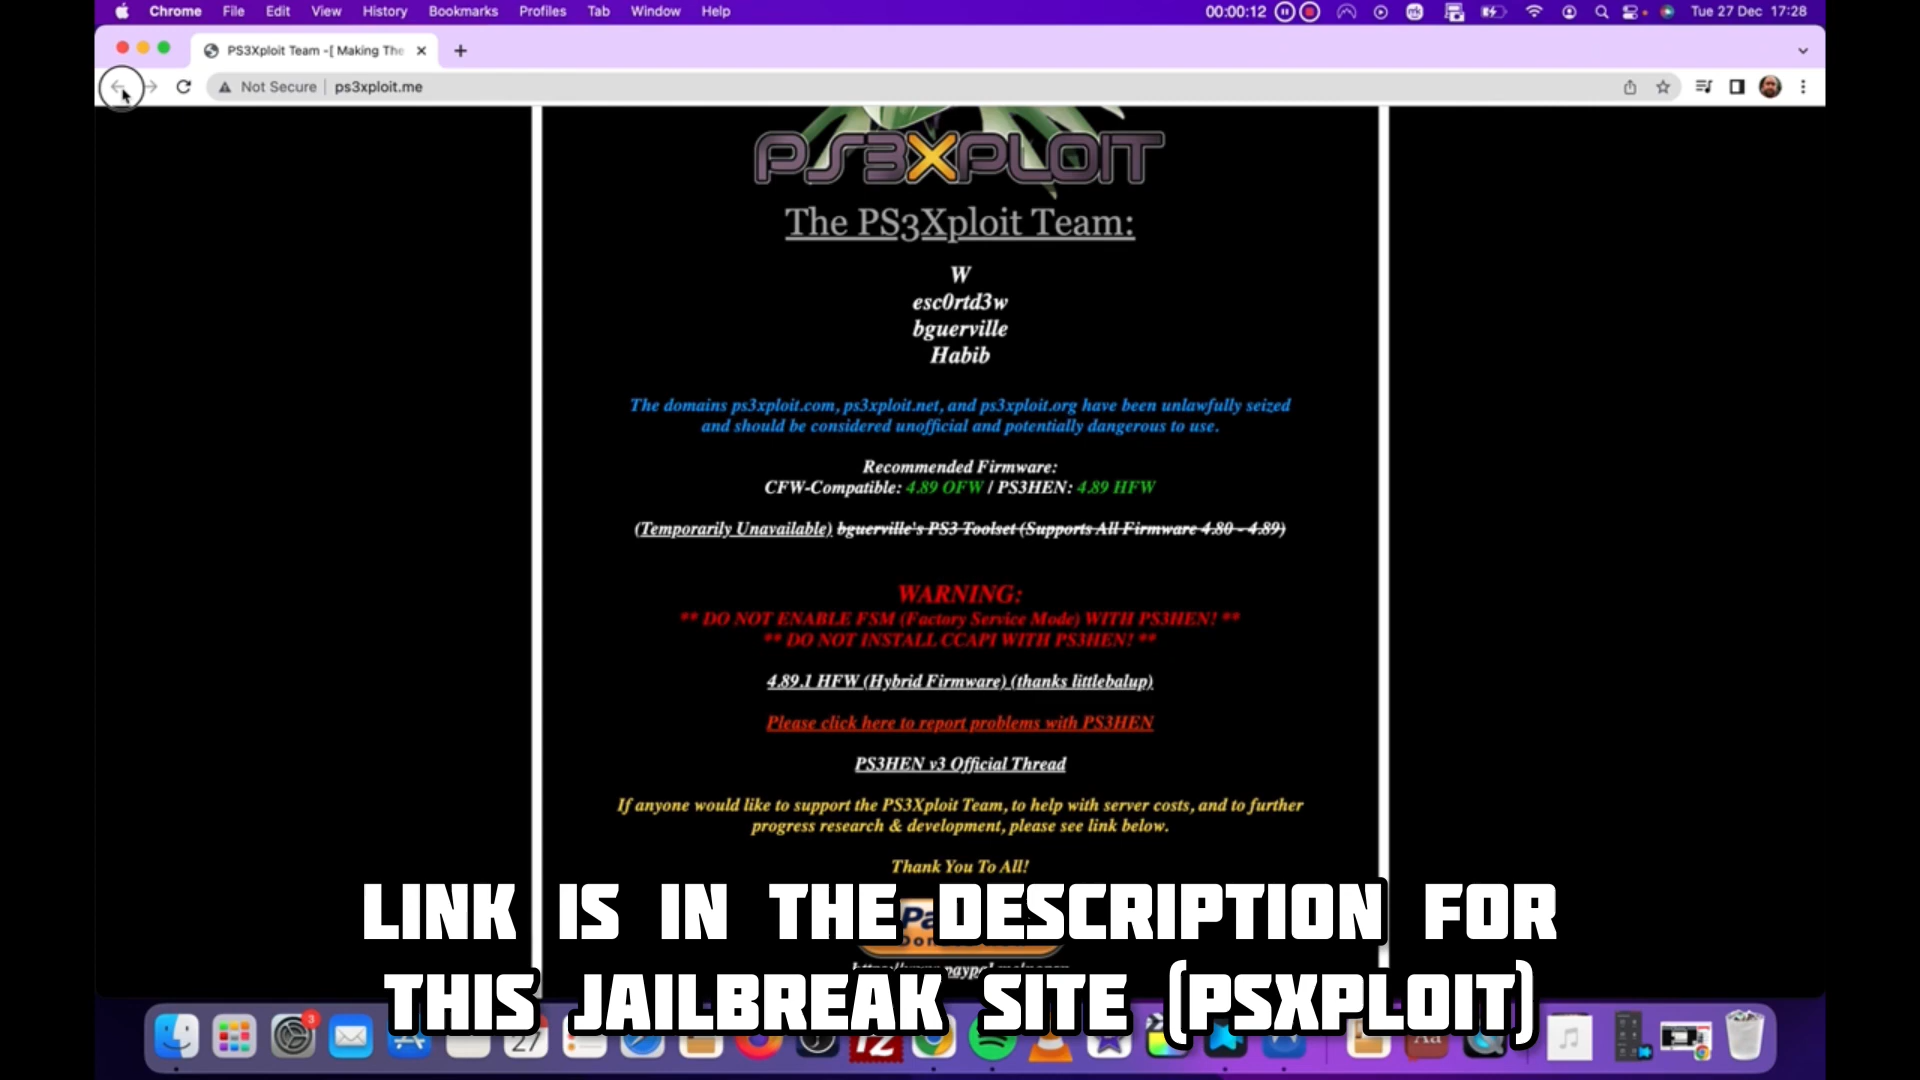 Chrome File Edit View History Bookmarks Profiles Tab Window Help 00:00:12 Tue 27 Dec 17:28
PS3Xploit Team -[ Making The
Not Secure ps3xploit.me
PS3XPLOIT
The PS3Xploit Team:
W
esc0rtd3w
bguerville
Habib
The domains ps3xploit.com, ps3xploit.net, and ps3xploit.org have been unlawfully seized
and should be considered unofficial and potentially dangerous to use.
Recommended Firmware:
CFW-Compatible: 4.89 OFW / PS3HEN: 4.89 HFW
(Temporarily Unavailable) bguerville's PS3 Toolset (Supports All Firmware 4.80 - 4.89)
WARNING:
** DO NOT ENABLE FSM (Factory Service Mode) WITH PS3HEN! **
** DO NOT INSTALL CCAPI WITH PS3HEN! **
4.89.1 HFW (Hybrid Firmware) (thanks littlebalup)
Please click here to report problems with PS3HEN
PS3HEN v3 Official Thread
If anyone would like to support the PS3Xploit Team, to help with server costs, and to further
progress research & development, please see link below.
Thank You To All!
LINK IS IN THE DESCRIPTION FOR
THIS JAILBREAK SITE (PSXPLOIT)
3
27
Aa